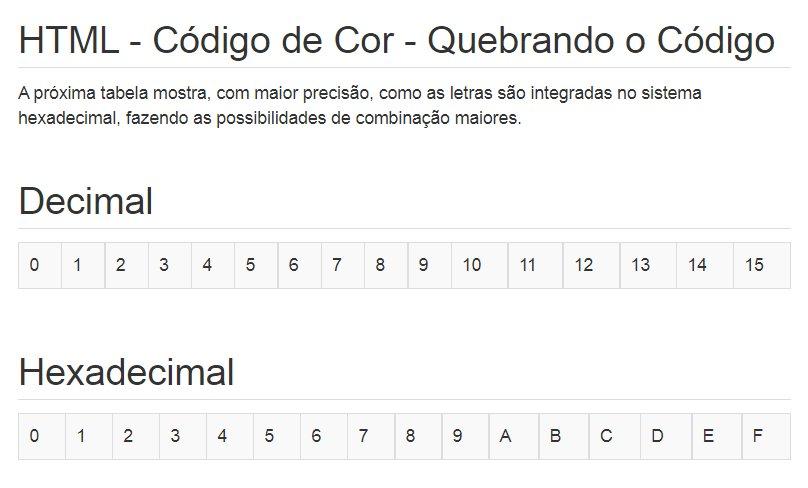 HTML - Código de Cor - Quebrando o Código
A próxima tabela mostra, com maior precisão, como as letras são integradas no sistema
hexadecimal, fazendo as possibilidades de combinação maiores.
Decimal
0 1 2 3 4 5 6 7 8 9 10 11 12 13 14 15
Hexadecimal
0 1 2 3 4 5 6 7 8 9 A B C D E F